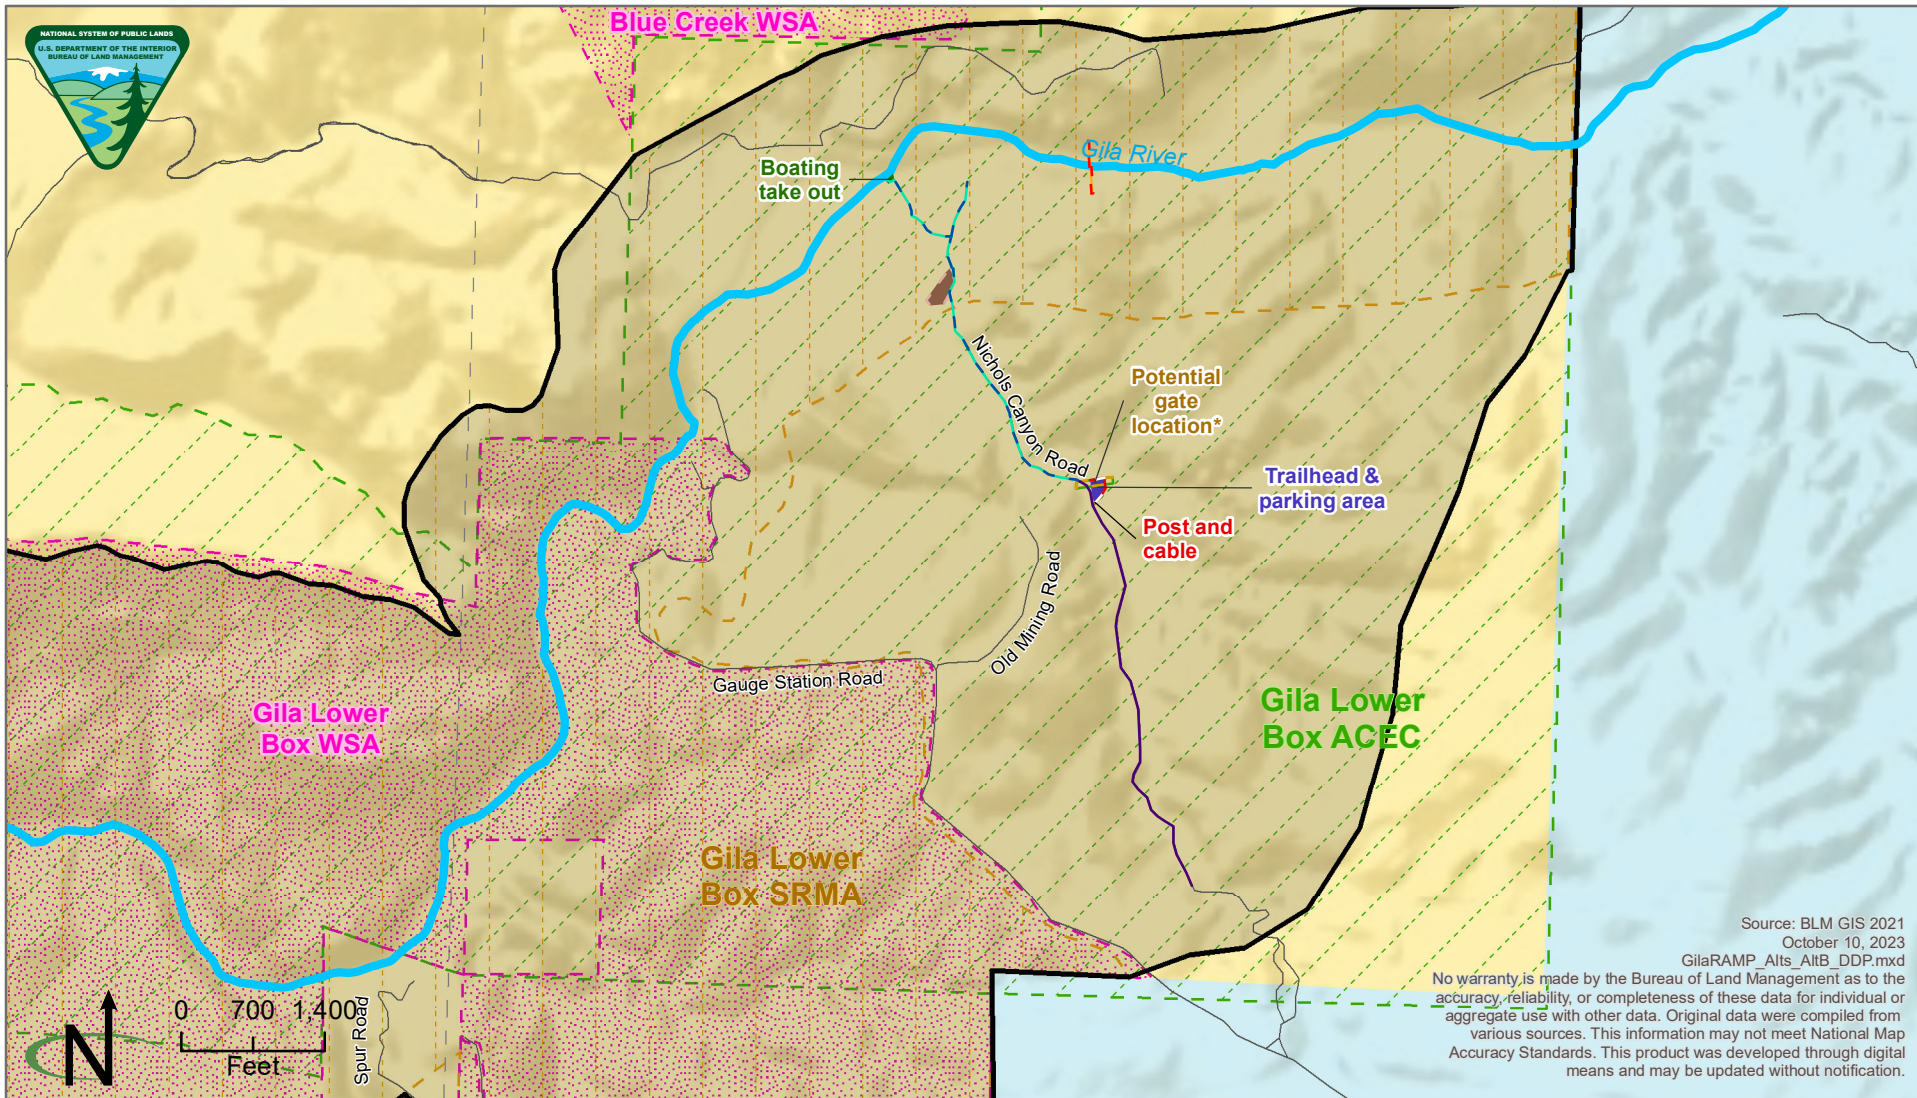 Blue Creek WSA
NATIONAL SYSTEM OF PUBLIC LANDS
U.S. DEPARTMENT OF THE INTERIOR
BUREAU OF LAND MANAGEMENT
Gila River
Boating
take out
Nichols Canyon Road
Potential
gate
location*
Trailhead &
parking area
Post and
cable
Old Mining Road
Gauge Station Road
Gila Lower
Box WSA
Gila Lower
Box ACEC
Gila Lower
Box SRMA
Spur Road
0 700 1,400
Feet
N
Source: BLM GIS 2021
October 10, 2023
GilaRAMP_Alts_AltB_DDP.mxd
No warranty is made by the Bureau of Land Management as to the
accuracy, reliability, or completeness of these data for individual or
aggregate use with other data. Original data were compiled from
various sources. This information may not meet National Map
Accuracy Standards. This product was developed through digital
means and may be updated without notification.